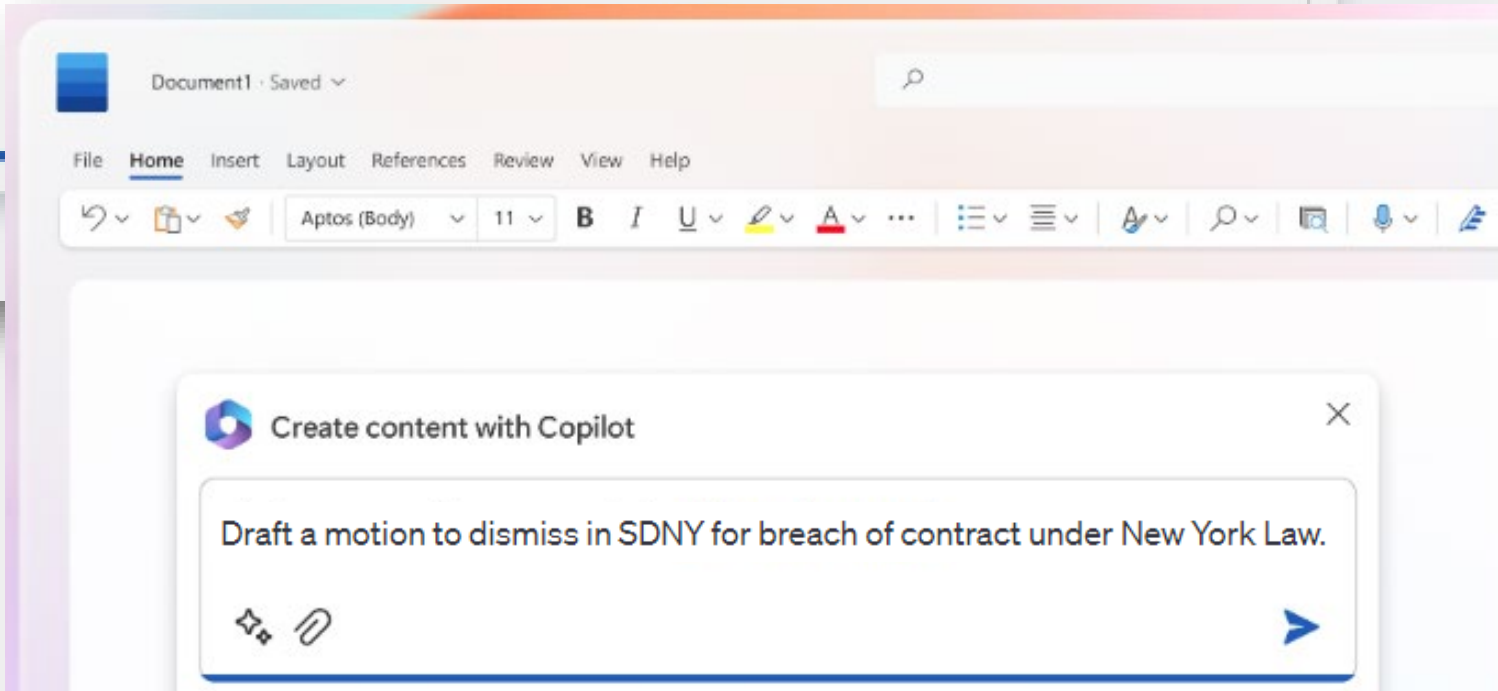 Document1 · Saved
File Home Insert Layout References Review View Help
Aptos (Body) 11 B I U A
Create content with Copilot
Draft a motion to dismiss in SDNY for breach of contract under New York Law.